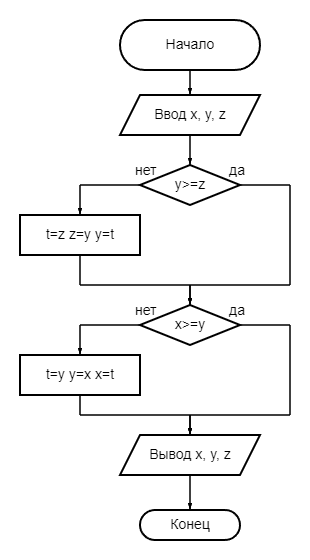 Начало
Ввод x, y, z
нет
да
y>=z
t=z z=y y=t
нет
да
x>=y
t=y y=x x=t
Вывод x, y, z
Конец